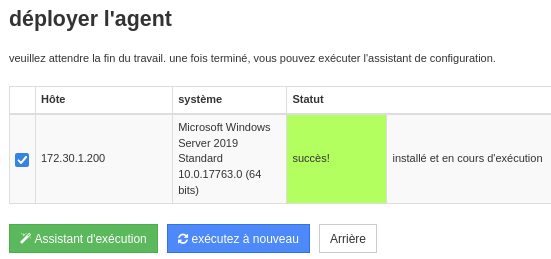 déployer l'agent
veuillez attendre la fin du travail. une fois terminé, vous pouvez exécuter l'assistant de configuration.
Hôte système Statut
172.30.1.200
Microsoft Windows
Server 2019
Standard
10.0.17763.0 (64
bits)
succès!
installé et en cours d'exécution
Assistant d'exécution exécutez à nouveau Arrière